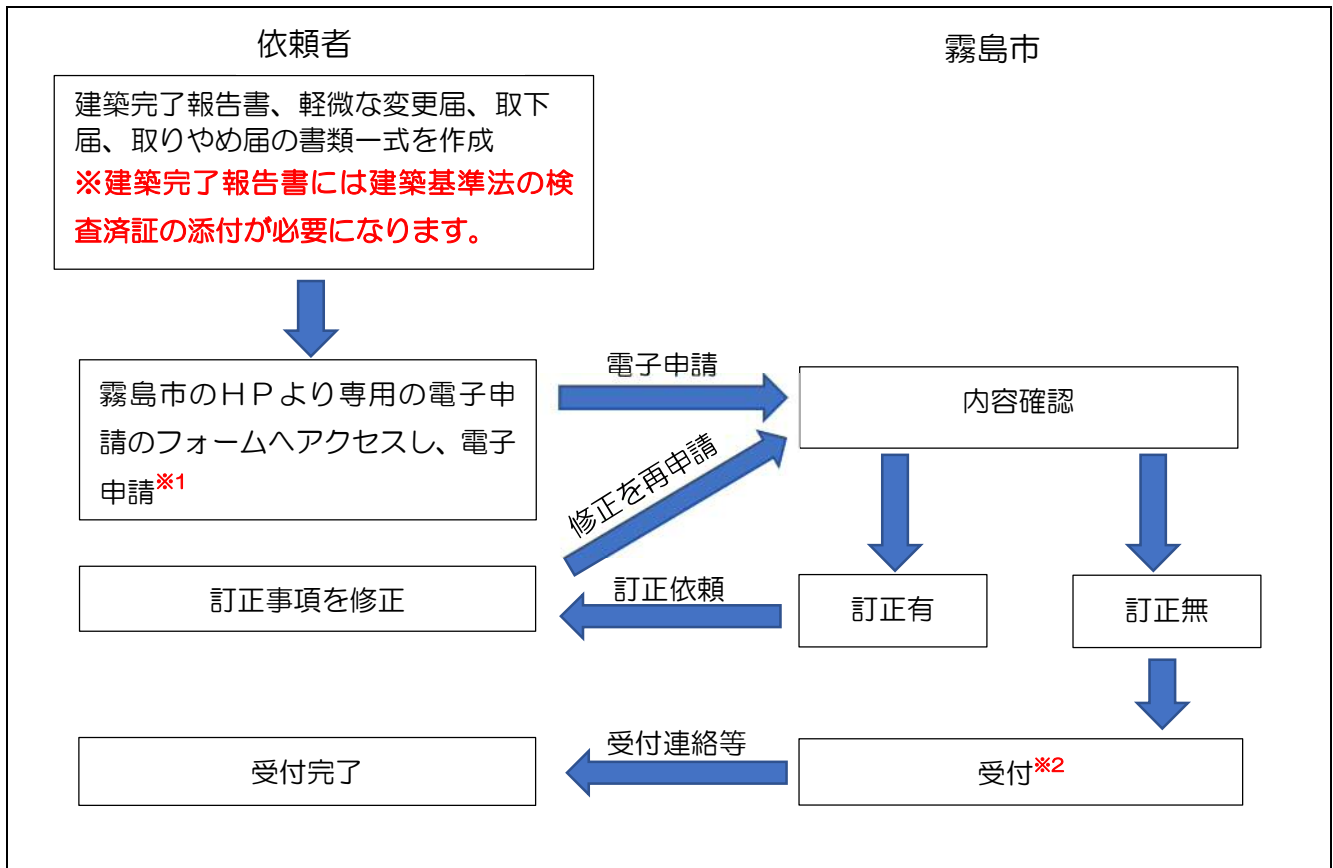 依頼者
霧島市
建築完了報告書、軽微な変更届、取下
届、取りやめ届の書類一式を作成
※建築完了報告書には建築基準法の検
査済証の添付が必要になります。
霧島市のＨＰより専用の電子申
請のフォームへアクセスし、電子
申請※1
電子申請
内容確認
修正を再申請
訂正事項を修正
訂正依頼
訂正有
訂正無
受付完了
受付連絡等
受付※2